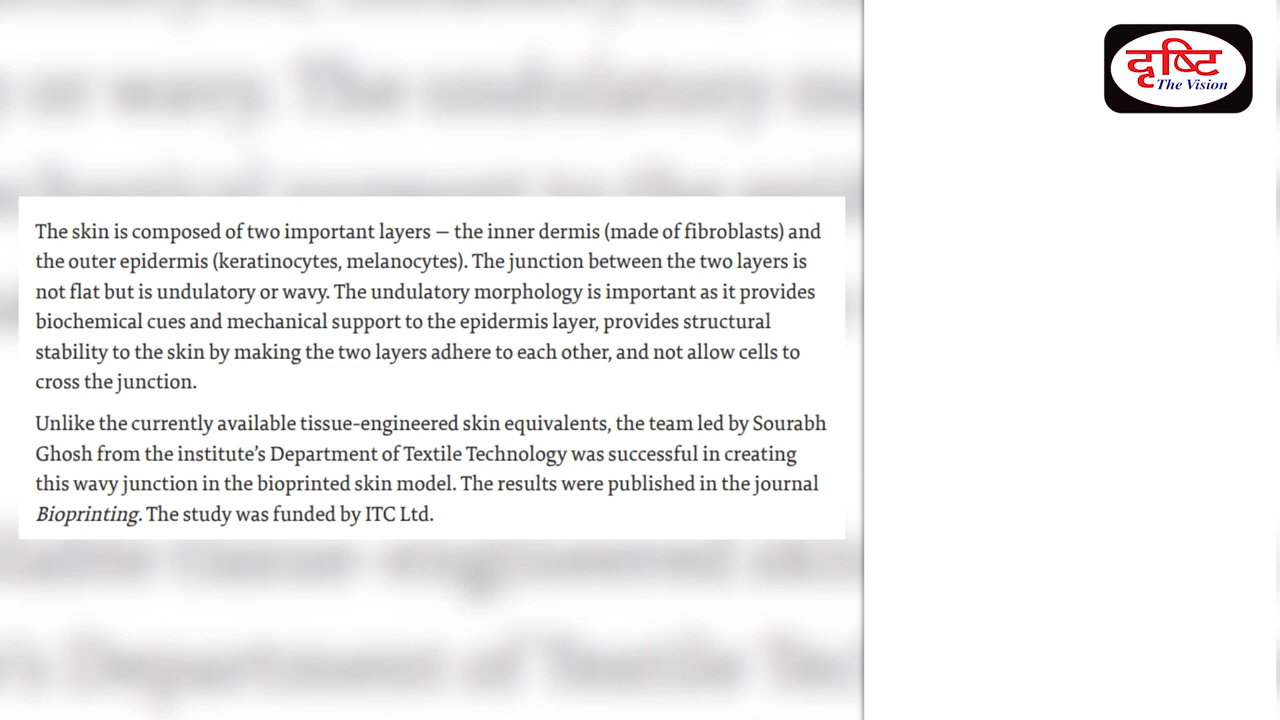 दृष्टि
The Vision
The skin is composed of two important layers – the inner dermis (made of fibroblasts) and
the outer epidermis (keratinocytes, melanocytes). The junction between the two layers is
not flat but is undulatory or wavy. The undulatory morphology is important as it provides
biochemical cues and mechanical support to the epidermis layer, provides structural
stability to the skin by making the two layers adhere to each other, and not allow cells to
cross the junction.
Unlike the currently available tissue-engineered skin equivalents, the team led by Sourabh
Ghosh from the institute's Department of Textile Technology was successful in creating
this wavy junction in the bioprinted skin model. The results were published in the journal
Bioprinting. The study was funded by ITC Ltd.